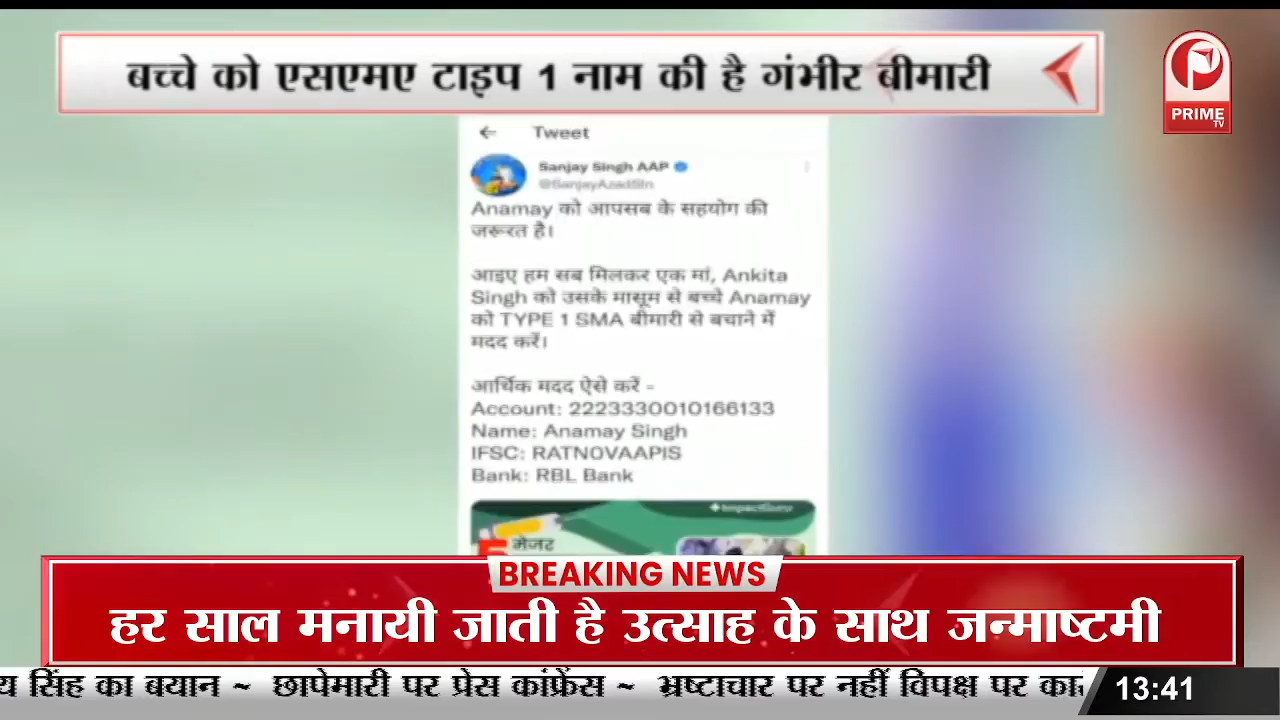 बच्चे को एसएमए टाइप 1 नाम की है गंभीर बीमारी
PRIME
TV
Tweet
Sanjay Singh AAP
@SanjayAzadSln
Anamay को आपसब के सहयोग की
जरूरत है।
आइए हम सब मिलकर एक मां, Ankita
Singh को उसके मासूम से बच्चे Anamay
को TYPE 1 SMA बीमारी से बचाने में
मदद करें।
आर्थिक मदद ऐसे करें -
Account: 2223330010166133
Name: Anamay Singh
IFSC: RATN0VAAPIS
Bank: RBL Bank
ImpactGuru
मेजर
BREAKING NEWS
हर साल मनायी जाती है उत्साह के साथ जन्माष्टमी
य सिंह का बयान ~ छापेमारी पर प्रेस कांफ्रेंस ~ भ्रष्टाचार पर नहीं विपक्ष पर
13:41